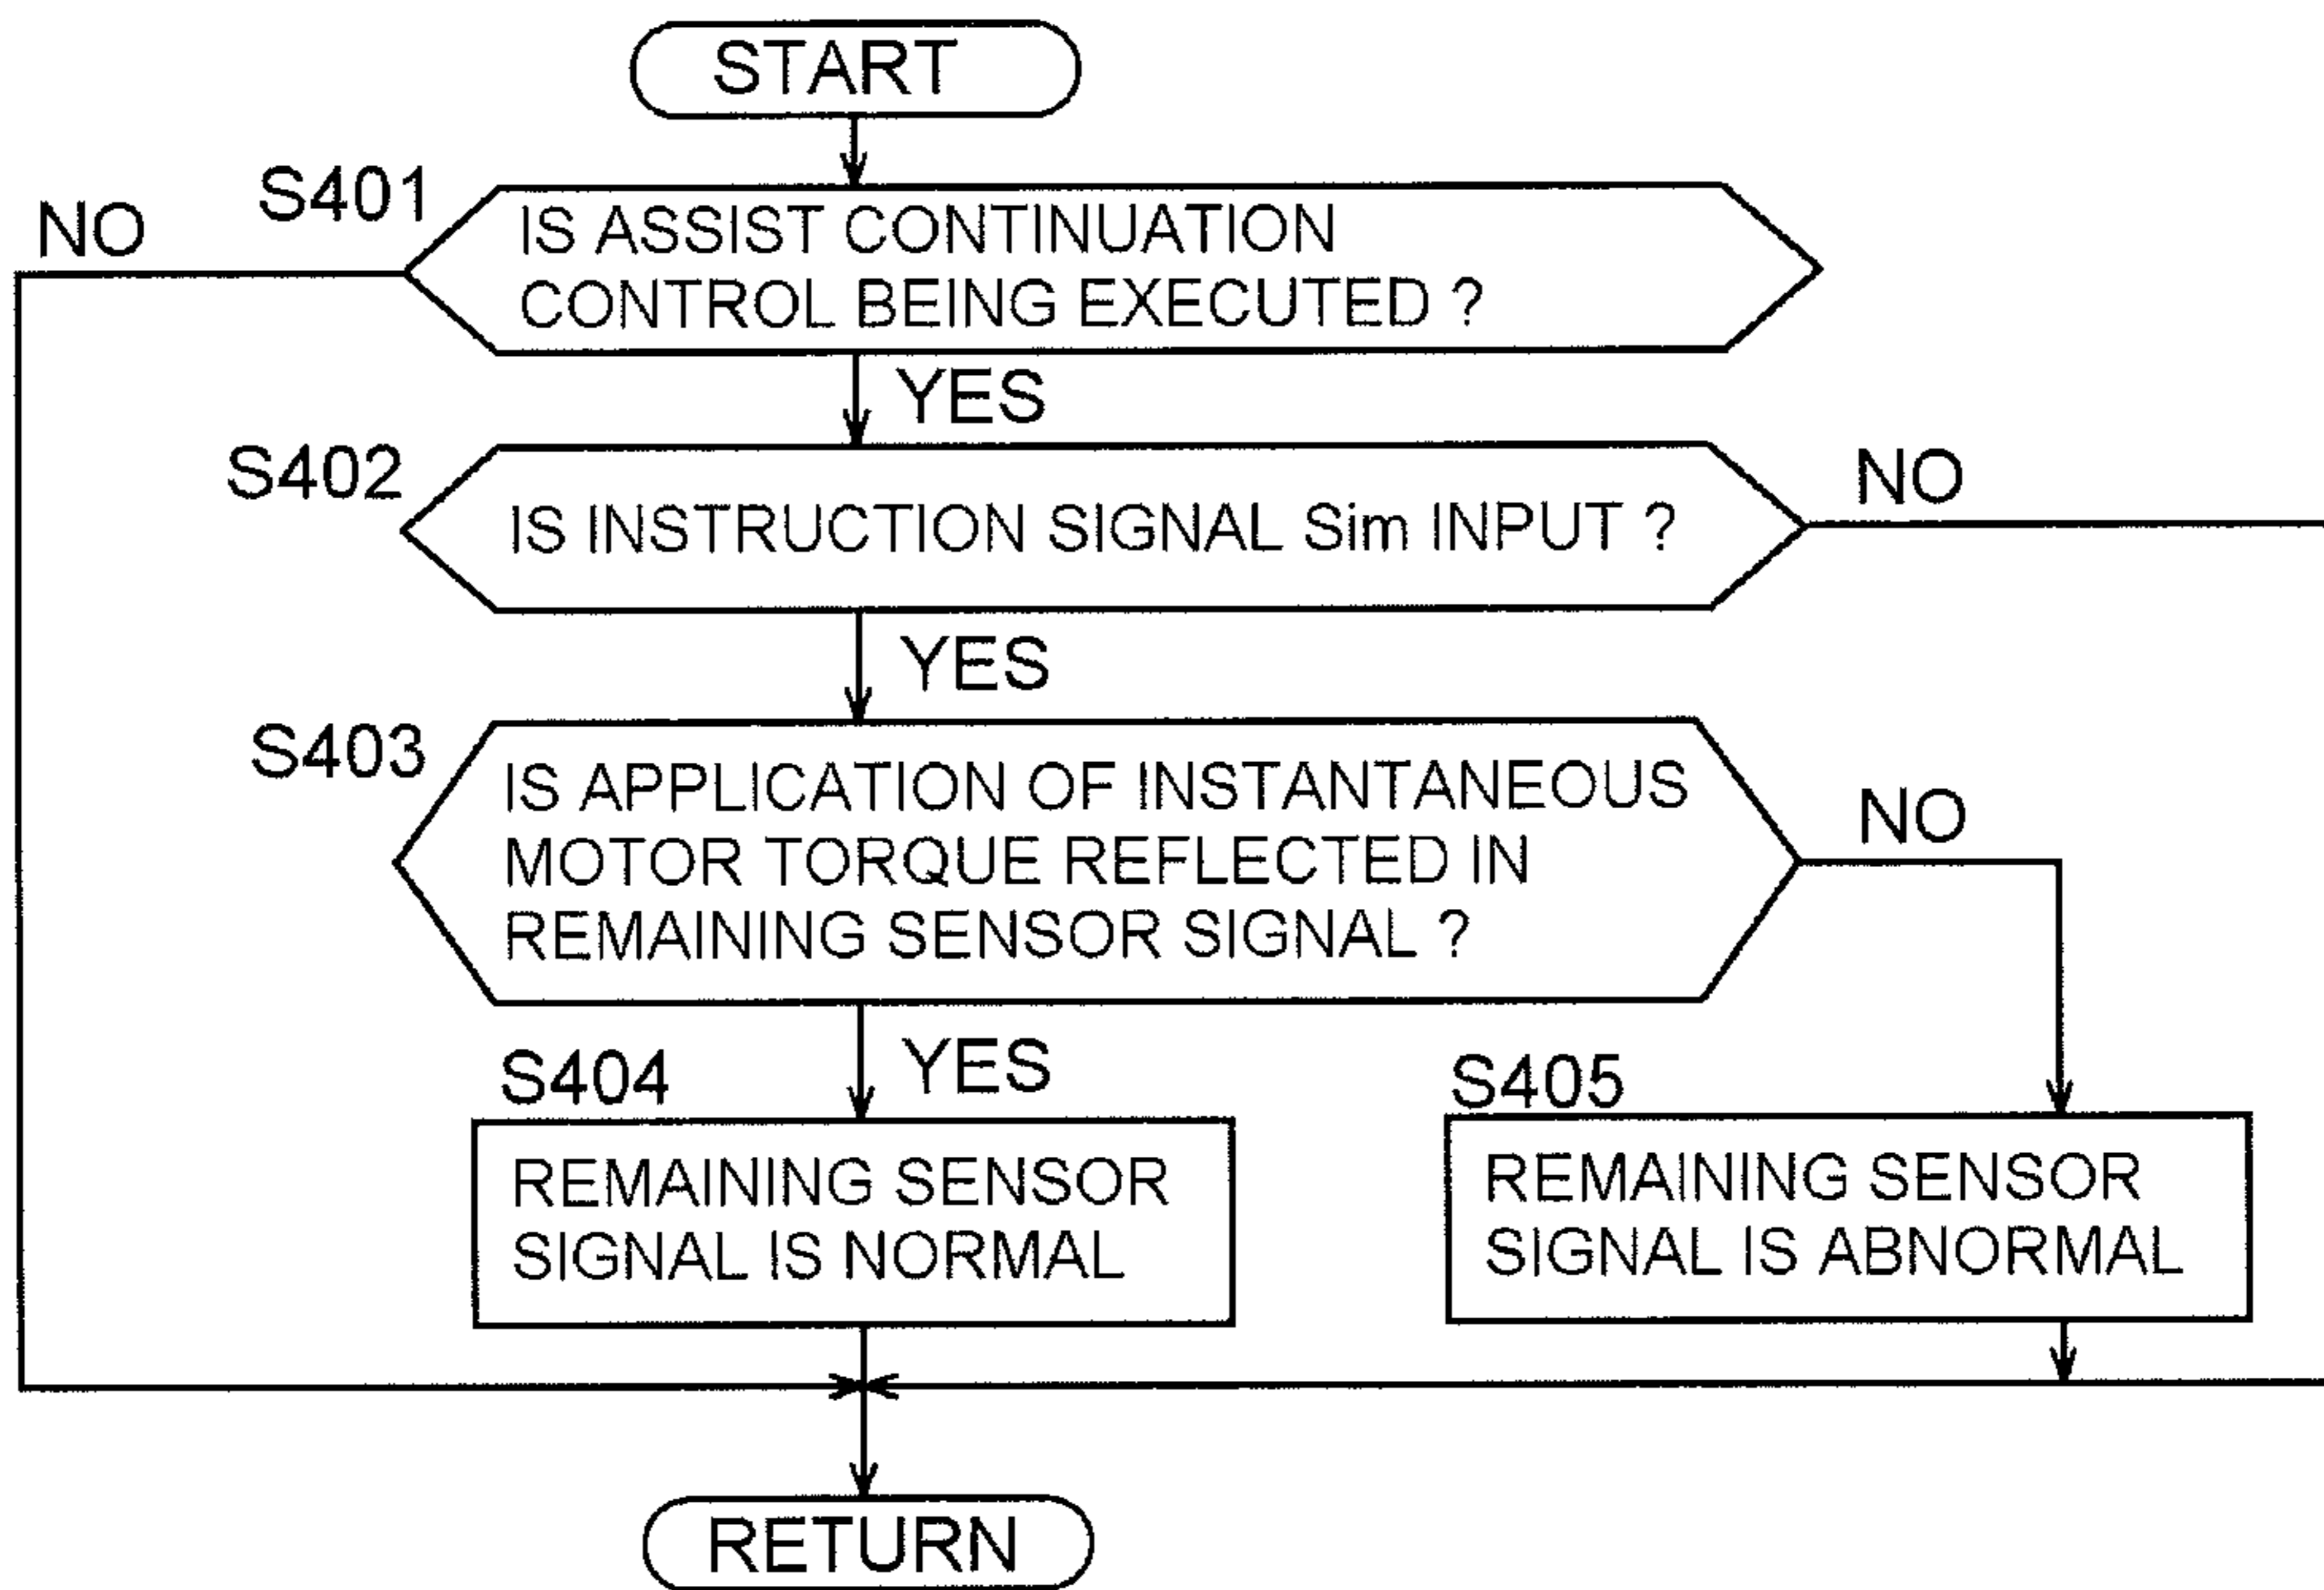 START
S401
NO
IS ASSIST CONTINUATION
CONTROL BEING EXECUTED ?
YES
S402
IS INSTRUCTION SIGNAL Sim INPUT ?
NO
YES
S403
IS APPLICATION OF INSTANTANEOUS
MOTOR TORQUE REFLECTED IN
REMAINING SENSOR SIGNAL ?
NO
YES
S404
REMAINING SENSOR
SIGNAL IS NORMAL
S405
REMAINING SENSOR
SIGNAL IS ABNORMAL
RETURN